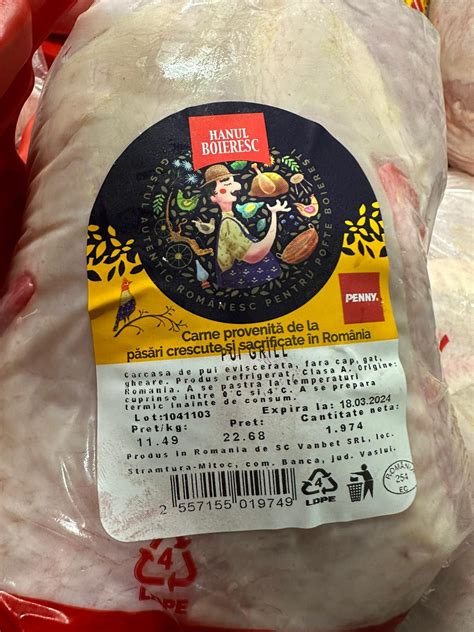 HANUL
BOIERESC
GUSTUL AUTENTIC ROMÂNESC PENTRU POFTE BOIEREȘTI
PENNY.
Carne provenită de la
păsări crescute și sacrificate în România
PUI GRILL
Carcasa de pui eviscerata, fara cap, gat,
gheare. Produs refrigerat, Clasa A. Origine:
Romania. A se pastra la temperaturi
cuprinse intre 0°C si 4°C. A se prepara
termic inainte de consum.
Lot:1041103 Expira la: 18.03.2024
Pret/kg: Pret: Cantitate neta:
11.49 22.68 1.974
Produs in Romania de SC Vanbet SRL, loc.
Stramtura-Mitoc, com. Banca, jud. Vaslui.
2 557155 019749
4
LDPE
ROMÂNIA
254
EC
4
LDPE